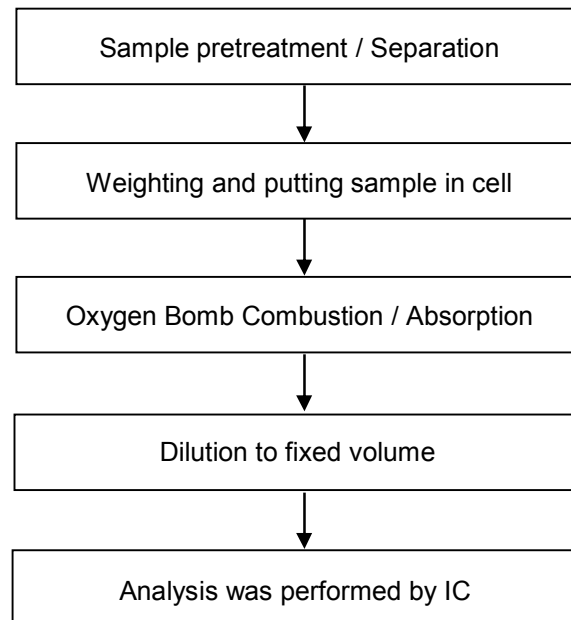 Sample pretreatment / Separation
Weighting and putting sample in cell
Oxygen Bomb Combustion / Absorption
Dilution to fixed volume
Analysis was performed by IC